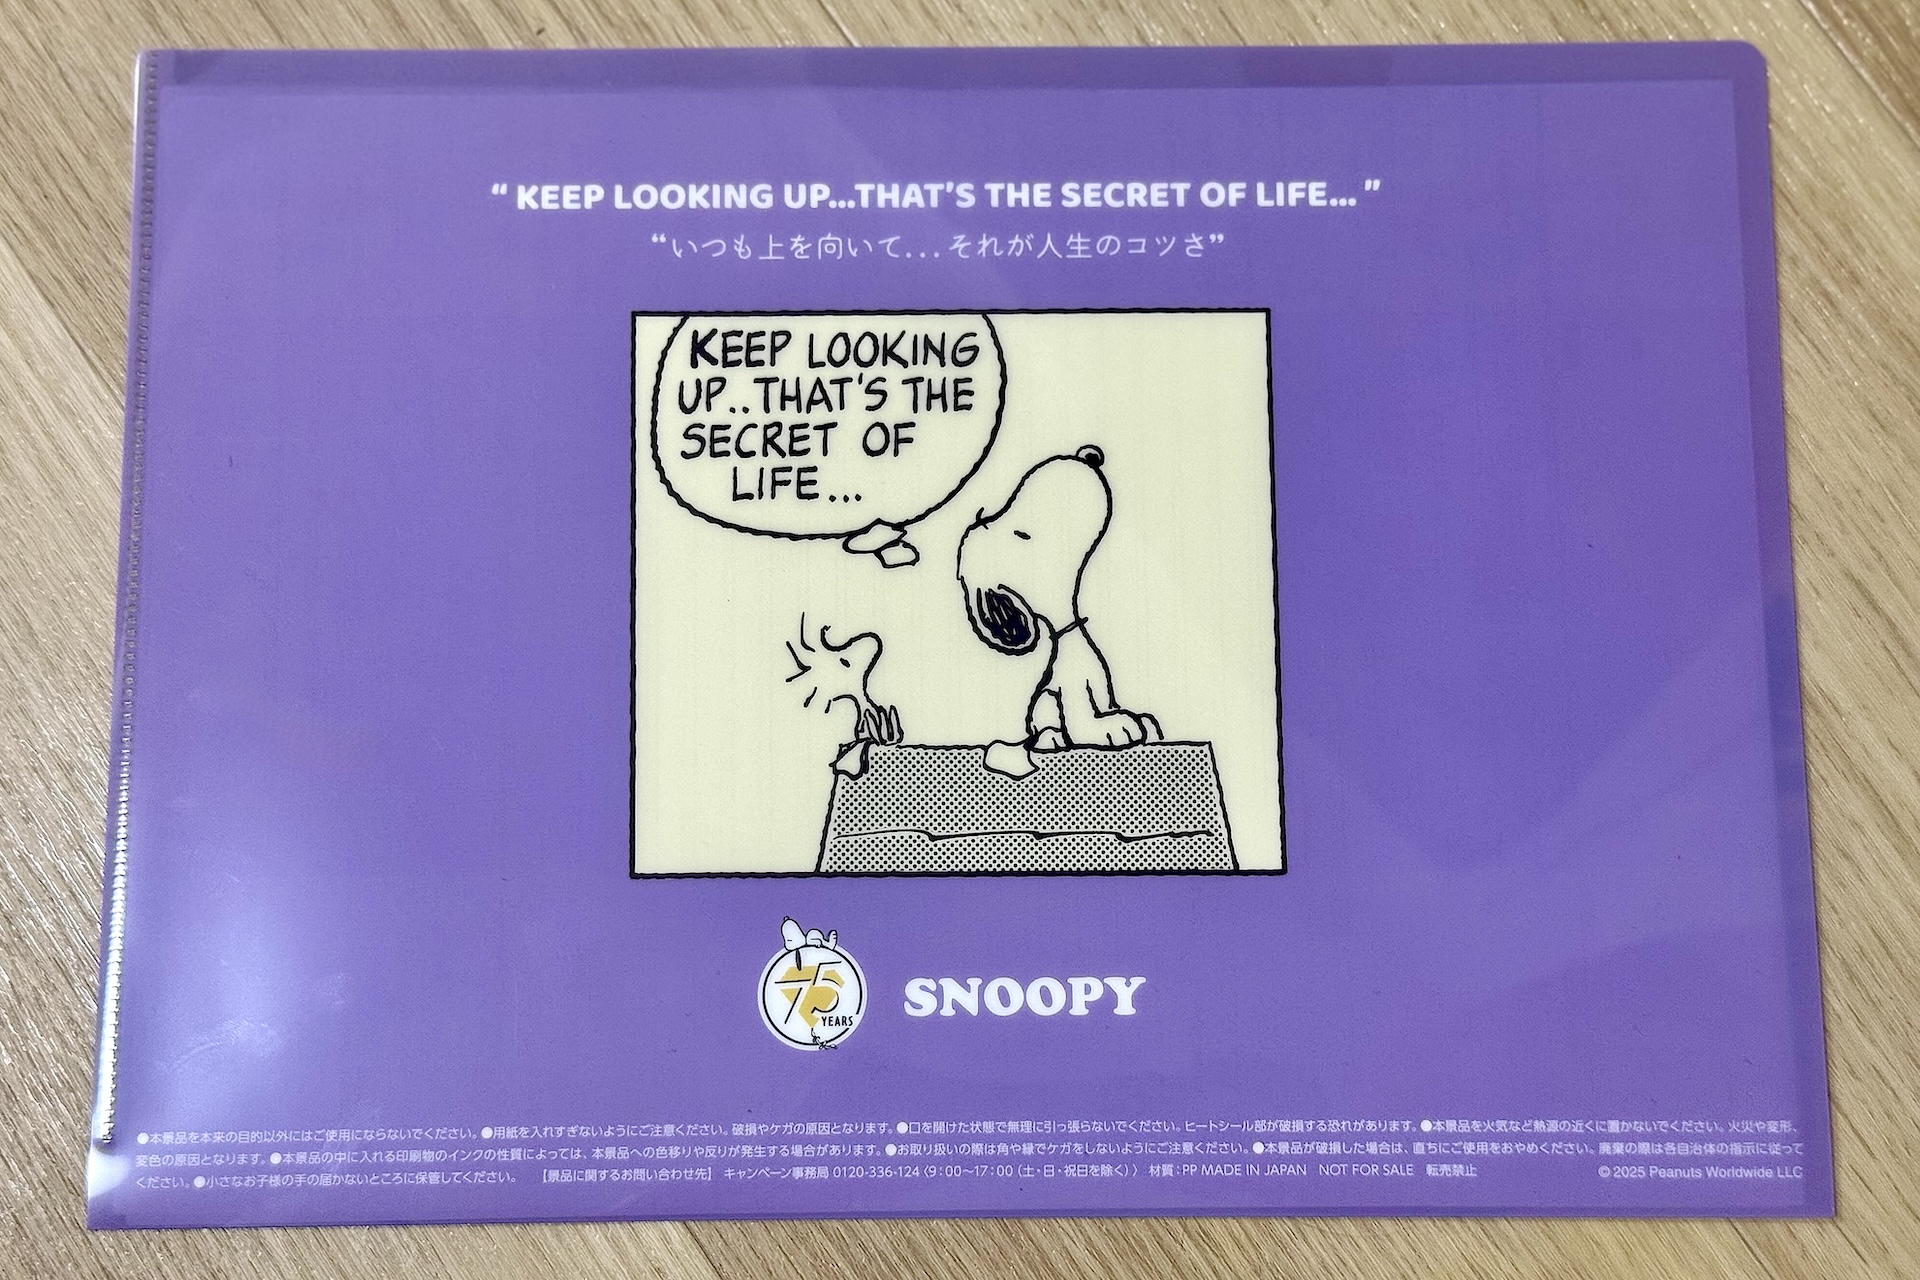 “ KEEP LOOKING UP...THAT'S THE SECRET OF LIFE... ”
“いつも上を向いて...それが人生のコツさ”
KEEP LOOKING
UP..THAT'S THE
SECRET OF
LIFE...
75
YEARS
SNOOPY
●本景品を本来の目的以外にはご使用にならないでください。●用紙を入れすぎないようにご注意ください。破損やケガの原因となります。●口を開けた状態で無理に引っ張らないでください。ヒートシール部が破損する恐れがあります。●本景品を火気など熱源の近くに置かないでください。火災や変形、
変色の原因となります。●本景品の中に入れる印刷物のインクの性質によっては、本景品への色移りや反りが発生する場合があります。●お取り扱いの際は角や縁でケガをしないようにご注意ください。●本景品が破損した場合は、直ちにご使用をおやめください。廃棄の際は各自治体の指示に従って
ください。●小さなお子様の手の届かないところに保管してください。　【景品に関するお問い合わせ先】　キャンペーン事務局 0120-336-124（9：00～17：00（土・日・祝日を除く））　材質：PP MADE IN JAPAN　NOT FOR SALE　転売禁止　© 2025 Peanuts Worldwide LLC